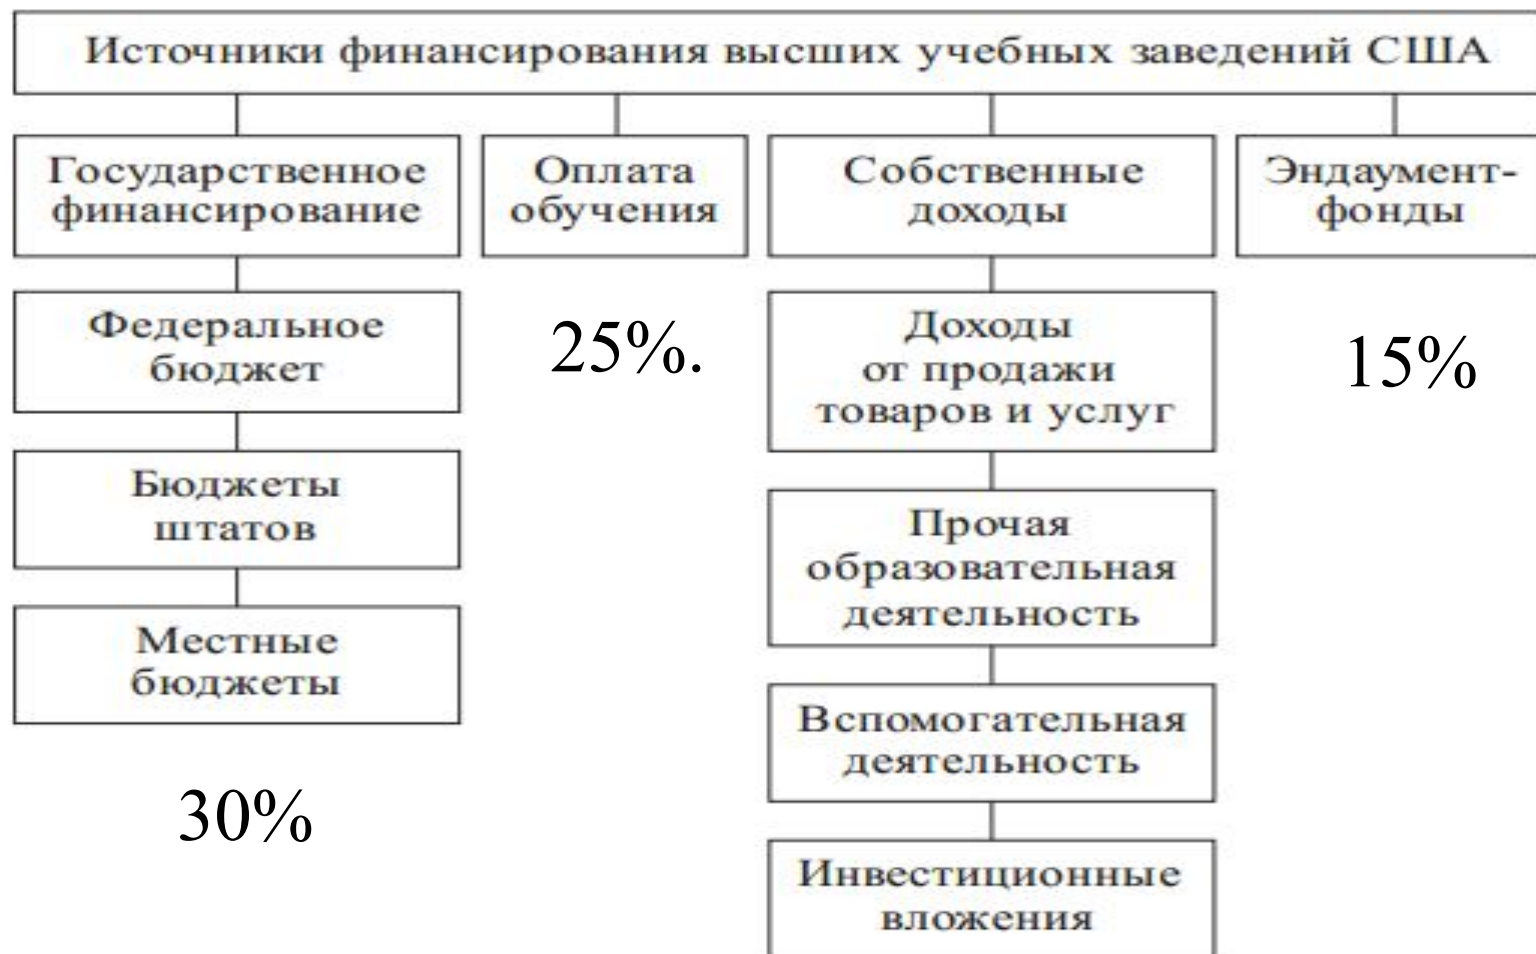 Источники финансирования высших учебных заведений США
Государственное
финансирование
Оплата
обучения
Собственные
доходы
Эндаумент-
фонды
Федеральное
бюджет
Бюджеты
штатов
Местные
бюджеты
30%
25%.
Доходы
от продажи
товаров и услуг
Прочая
образовательная
деятельность
Вспомогательная
деятельность
Инвестиционные
вложения
15%